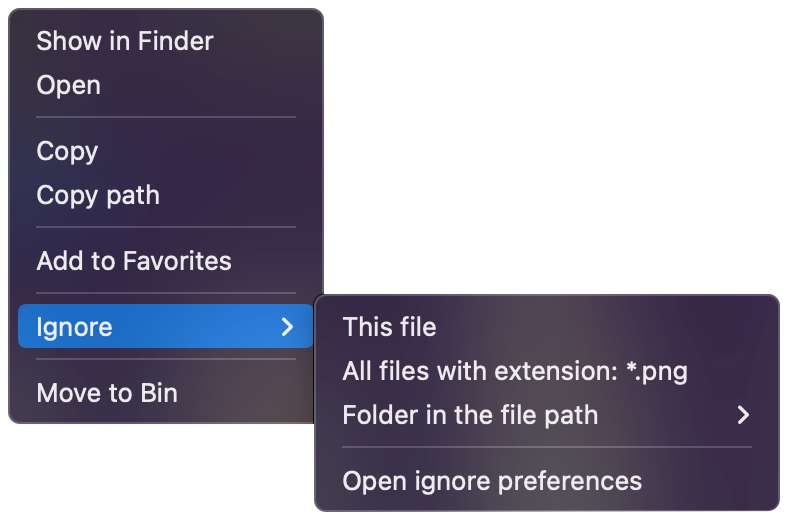 Show in Finder
Open
Copy
Copy path
Add to Favorites
Ignore
Move to Bin
This file
All files with extension: *.png
Folder in the file path
Open ignore preferences